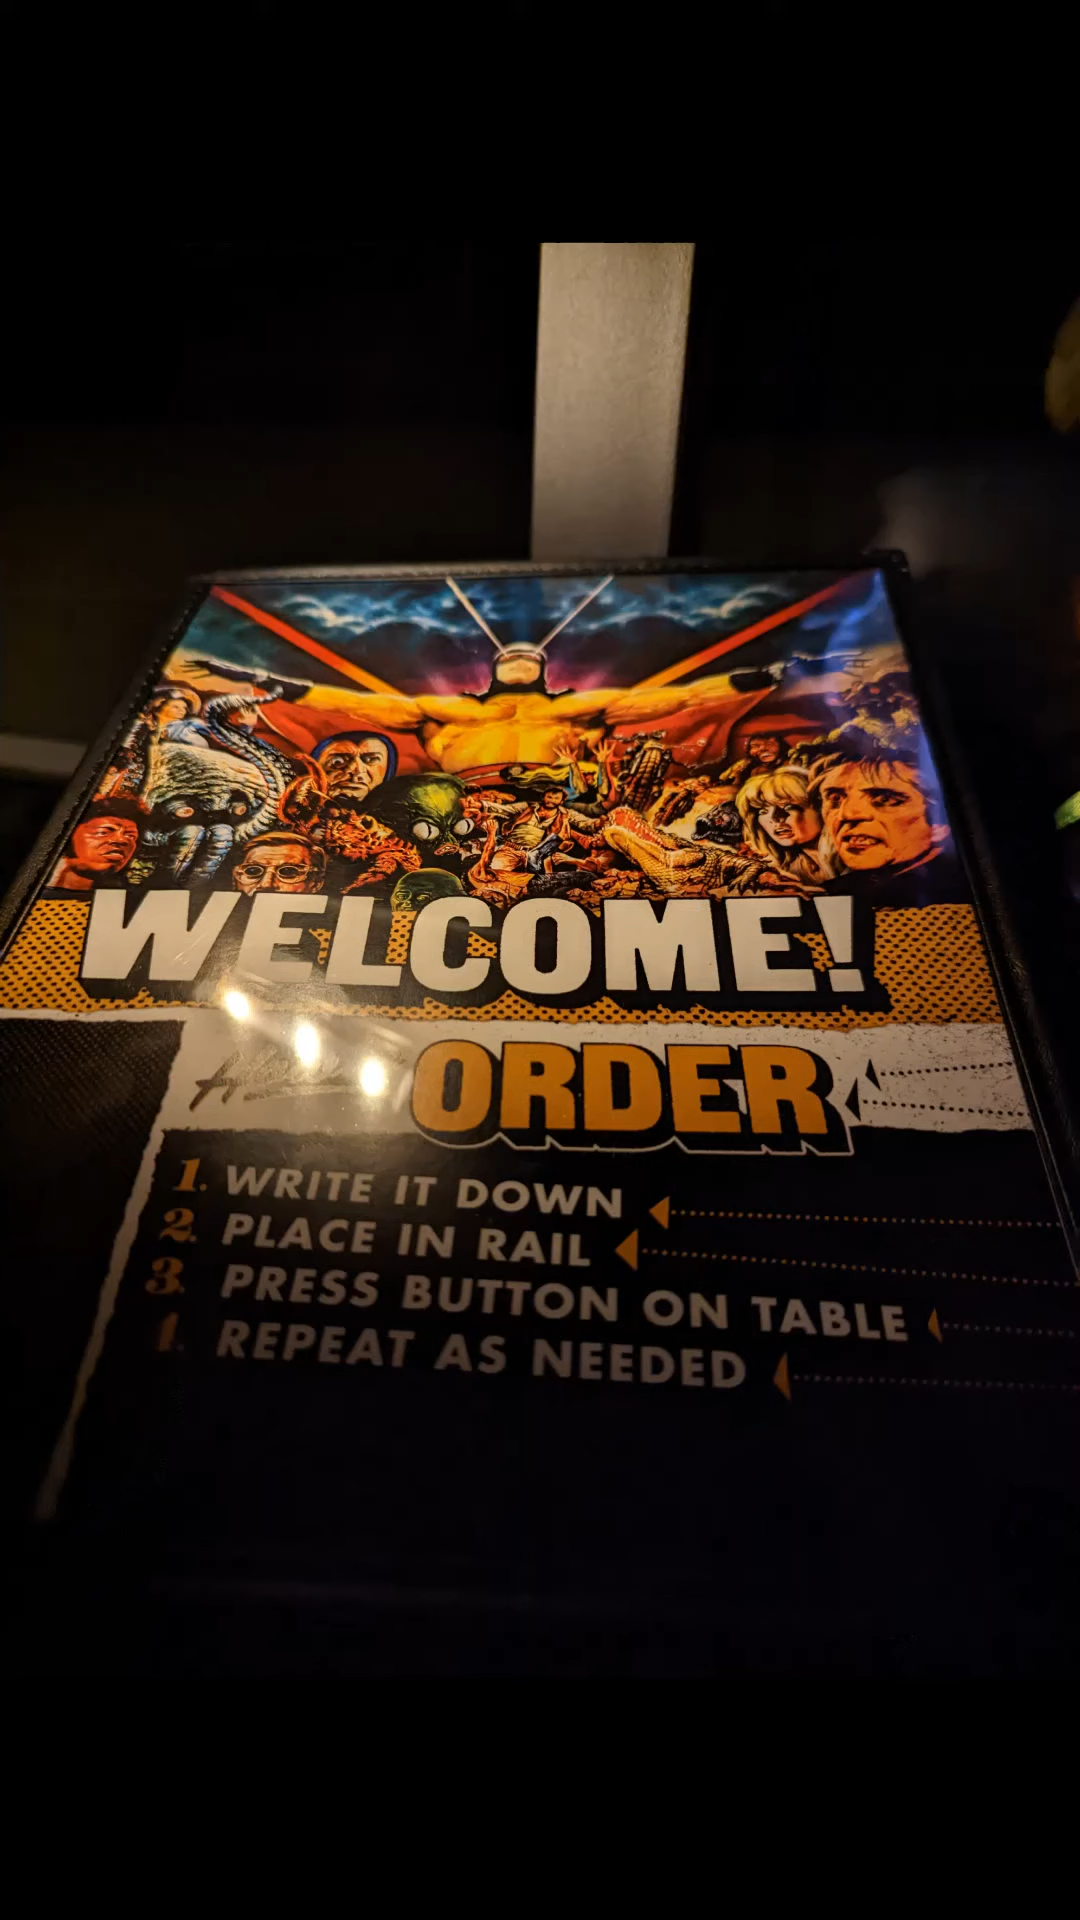 WELCOME!
ORDER
1. WRITE IT DOWN
2. PLACE IN RAIL
3. PRESS BUTTON ON TABLE
4. REPEAT AS NEEDED